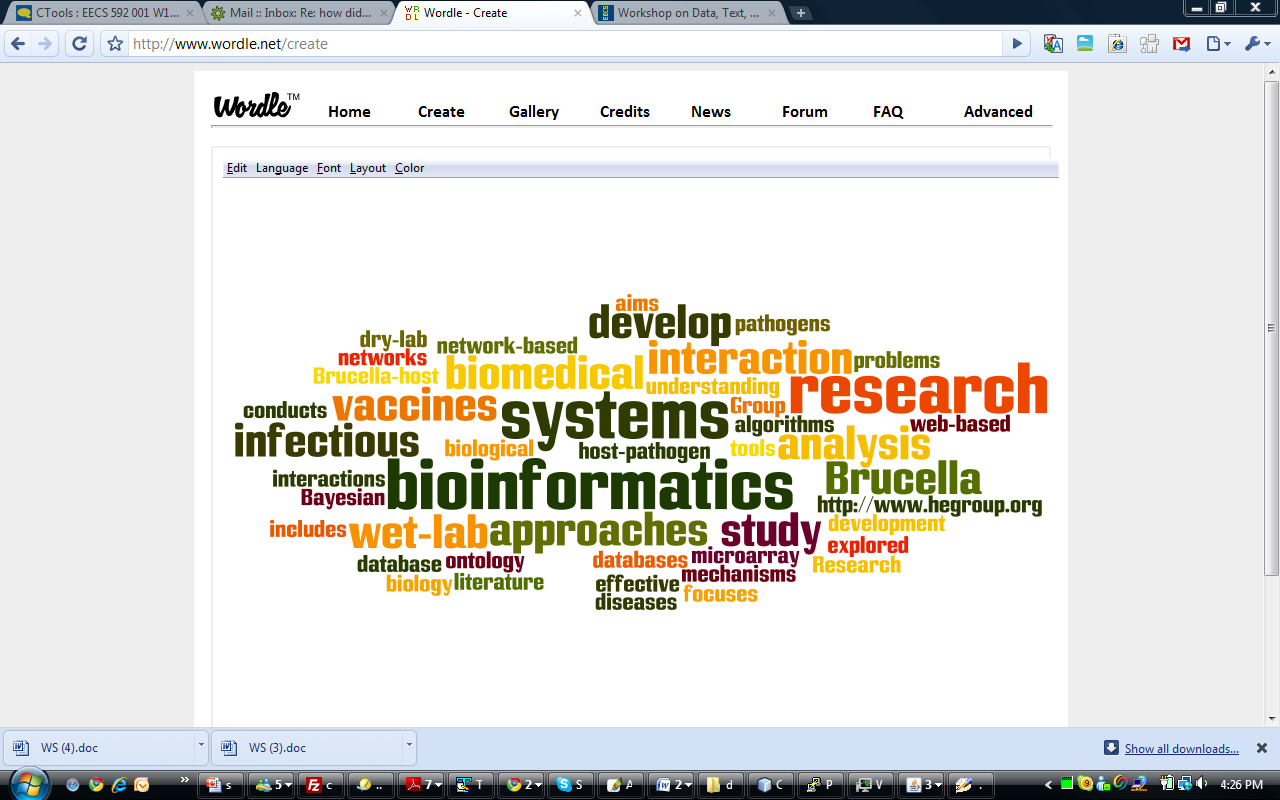 CTools : EECS 592 001 W1...
Mail :: Inbox: Re: how did...
Wordle - Create
Workshop on Data, Text, ...
http://www.wordle.net/create
Wordle™ Home Create Gallery Credits News Forum FAQ Advanced
Edit Language Font Layout Color
aims
develop pathogens
dry-lab network-based
networks interaction problems
Brucella-host biomedical understanding research
conducts vaccines systems Group algorithms web-based
infectious biological host-pathogen tools analysis
interactions bioinformatics Brucella
Bayesian http://www.hegroup.org
includes wet-lab approaches study development
explored
database ontology databases microarray Research
biology literature effective mechanisms
diseases focuses
WS (4).doc WS (3).doc Show all downloads...
s 5 c .. 7 T 2 S A 2 d C P V 3 . 4:26 PM